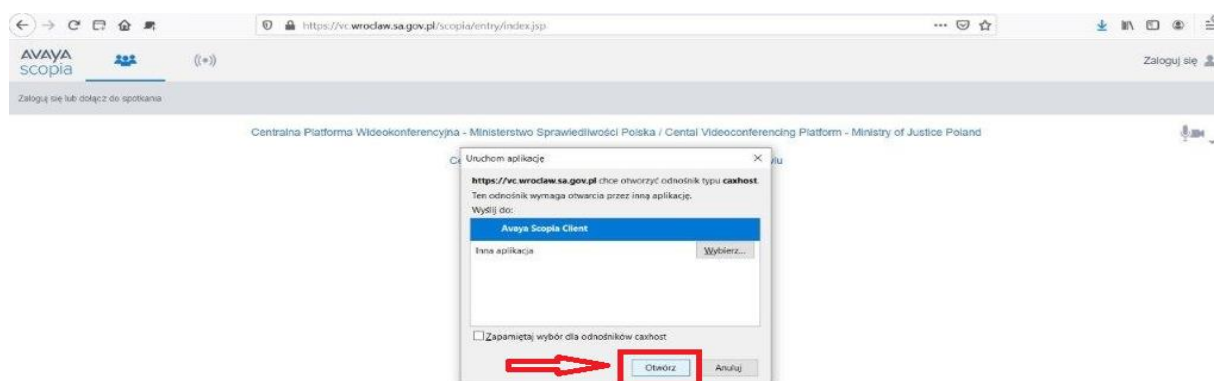 https://vc.wroclaw.sa.gov.pl/scopia/entry/index.jsp
AVAYA
scopia
Zaloguj się
Zaloguj się lub dołącz do spotkania
Centralna Platforma Wideokonferencyjna - Ministerstwo Sprawiedliwości Polska / Cental Videoconferencing Platform - Ministry of Justice Poland
Uruchom aplikację
https://vc.wroclaw.sa.gov.pl chce otworzyć odnośnik typu caxhost.
Ten odnośnik wymaga otwarcia przez inną aplikację.
Wyślij do:
Avaya Scopia Client
Inna aplikacja
Wybierz...
Zapamiętaj wybór dla odnośników caxhost
Otwórz
Anuluj